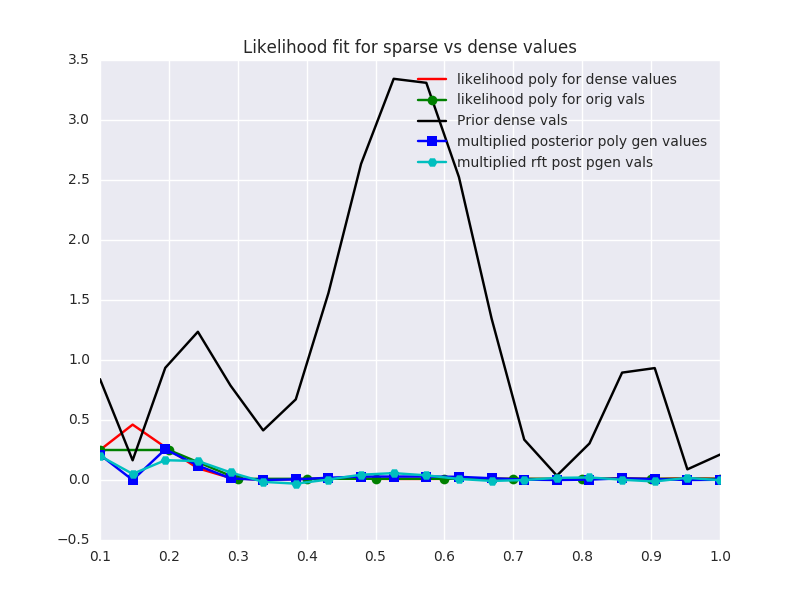 Likelihood fit for sparse vs dense values
3.5
3.0
2.5
2.0
1.5
1.0
0.5
0.0
−0.5
likelihood poly for dense values
likelihood poly for orig vals
Prior dense vals
multiplied posterior poly gen values
multiplied rft post pgen vals
0.1 0.2 0.3 0.4 0.5 0.6 0.7 0.8 0.9 1.0